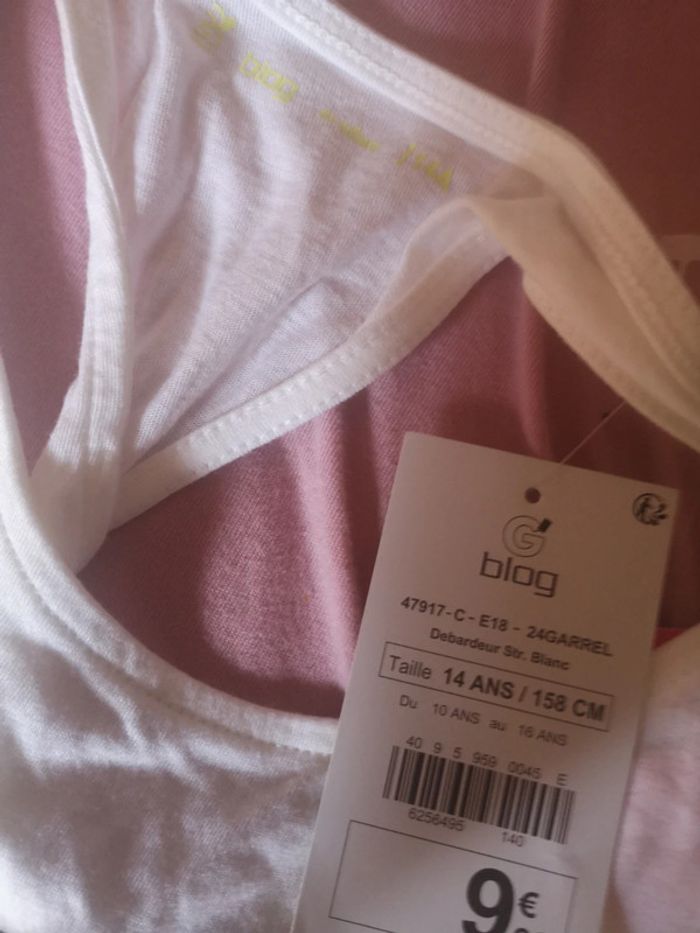 blog
G
blog
47917-C - E18 - 24GARREL
Debardeur Str. Blanc
Taille 14 ANS / 158 CM
Du 10 ANS au 16 ANS
40 9 5 959 0045 E
6256495 140
9 €